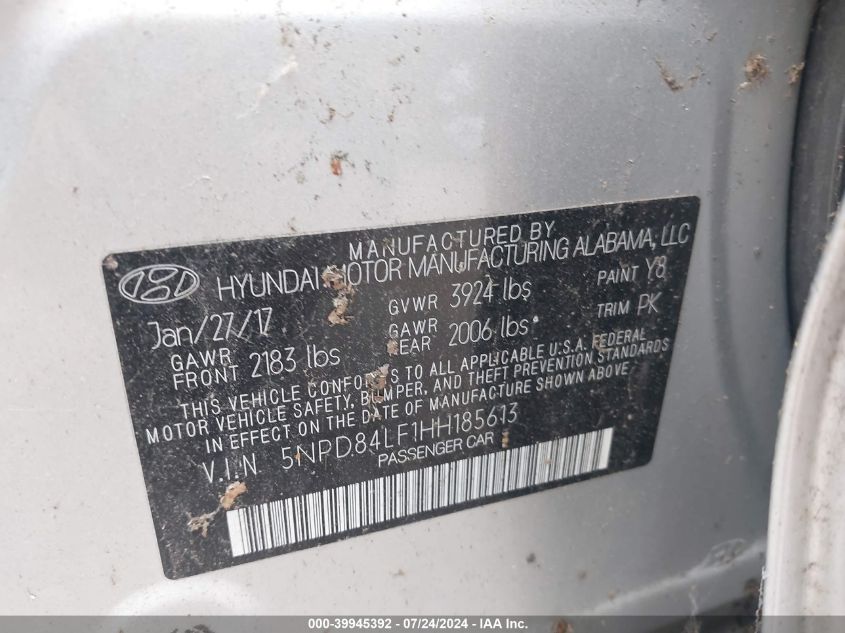 MANUFACTURED BY
HYUNDAI MOTOR MANUFACTURING ALABAMA, LLC
Jan/27/17 GVWR 3924 lbs PAINT Y8
GAWR FRONT 2183 lbs GAWR REAR 2006 lbs TRIM PK
THIS VEHICLE CONFORMS TO ALL APPLICABLE U.S.A. FEDERAL
MOTOR VEHICLE SAFETY, BUMPER, AND THEFT PREVENTION STANDARDS
IN EFFECT ON THE DATE OF MANUFACTURE SHOWN ABOVE
V.I.N 5NPD84LF1HH185613
PASSENGER CAR
000-39945392 - 07/24/2024 - IAA Inc.